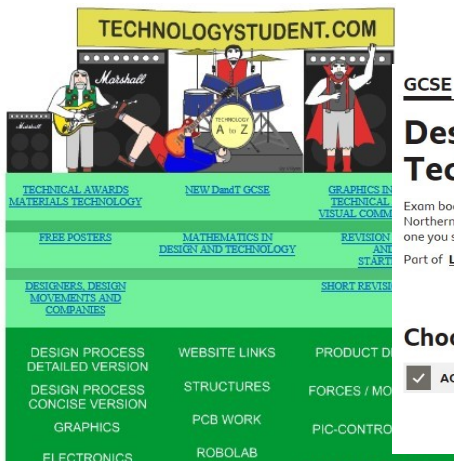 TECHNOLOGYSTUDENT.COM
Marshall
Marshall
TECHNOLOGY
A to Z
TECHNICAL AWARDS
MATERIALS TECHNOLOGY
NEW DandT GCSE
GRAPHICS IN
TECHNICAL
VISUAL COMM
FREE POSTERS
MATHEMATICS IN
DESIGN AND TECHNOLOGY
REVISION
AND
START
DESIGNERS, DESIGN
MOVEMENTS AND
COMPANIES
SHORT REVISI
DESIGN PROCESS
DETAILED VERSION
WEBSITE LINKS
PRODUCT D
DESIGN PROCESS
CONCISE VERSION
STRUCTURES
FORCES / MO
GRAPHICS
PCB WORK
PIC-CONTRO
ELECTRONICS
ROBOLAB
GCSE
Des
Tec
Exam boa
Northern
one you s
Part of L
Choo
AQ